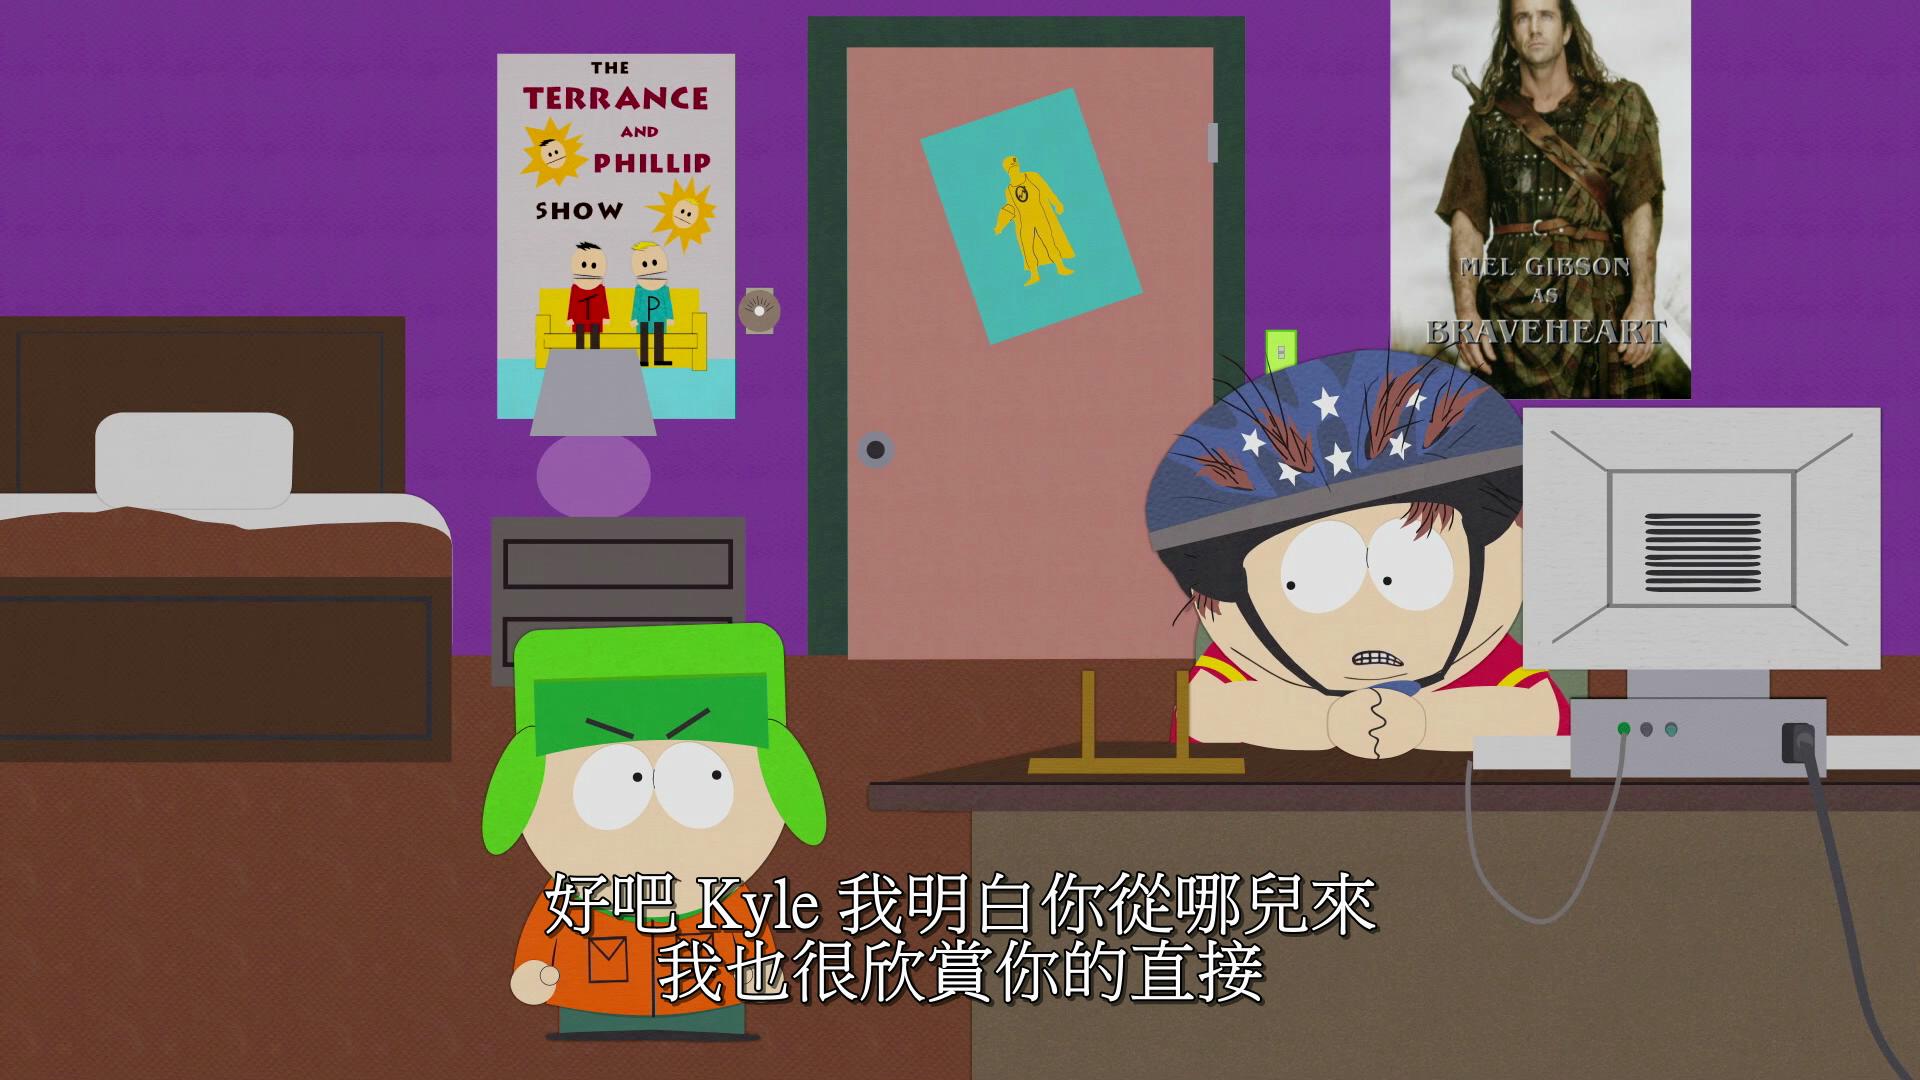 THE
TERRANCE
AND
PHILLIP
SHOW
T P
MEL GIBSON
AS
BRAVEHEART
好吧 Kyle 我明白你從哪兒來
我也很欣賞你的直接